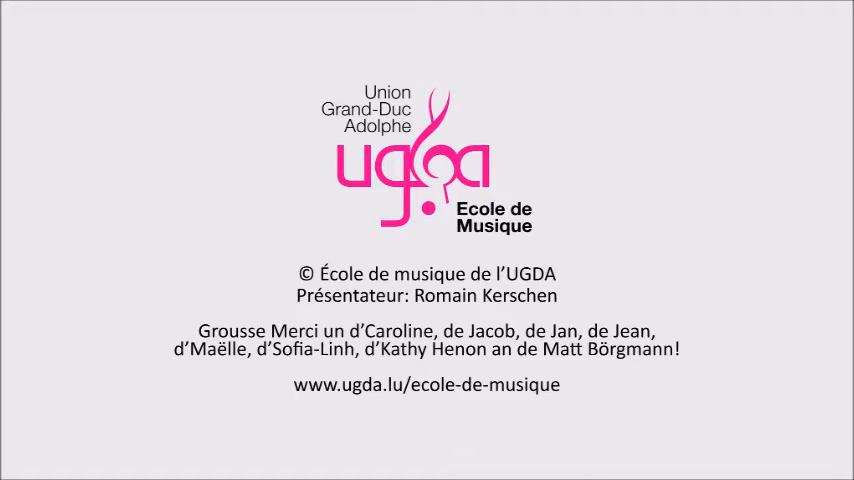 Union
Grand-Duc
Adolphe
ugda
Ecole de
Musique
© École de musique de l’UGDA
Présentateur: Romain Kerschen
Grousse Merci un d’Caroline, de Jacob, de Jan, de Jean,
d’Maëlle, d’Sofia-Linh, d’Kathy Henon an de Matt Börgmann!
www.ugda.lu/ecole-de-musique